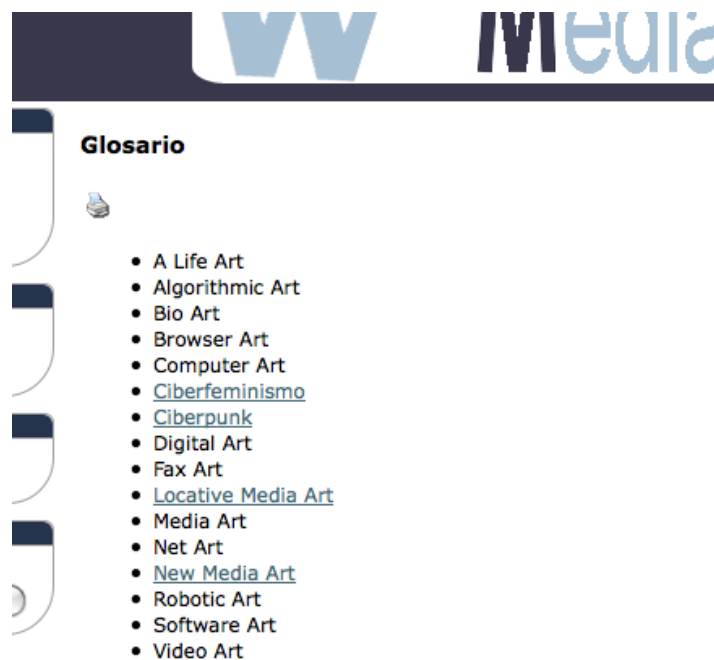 W Media
Glosario
A Life Art
Algorithmic Art
Bio Art
Browser Art
Computer Art
Ciberfeminismo
Ciberpunk
Digital Art
Fax Art
Locative Media Art
Media Art
Net Art
New Media Art
Robotic Art
Software Art
Video Art